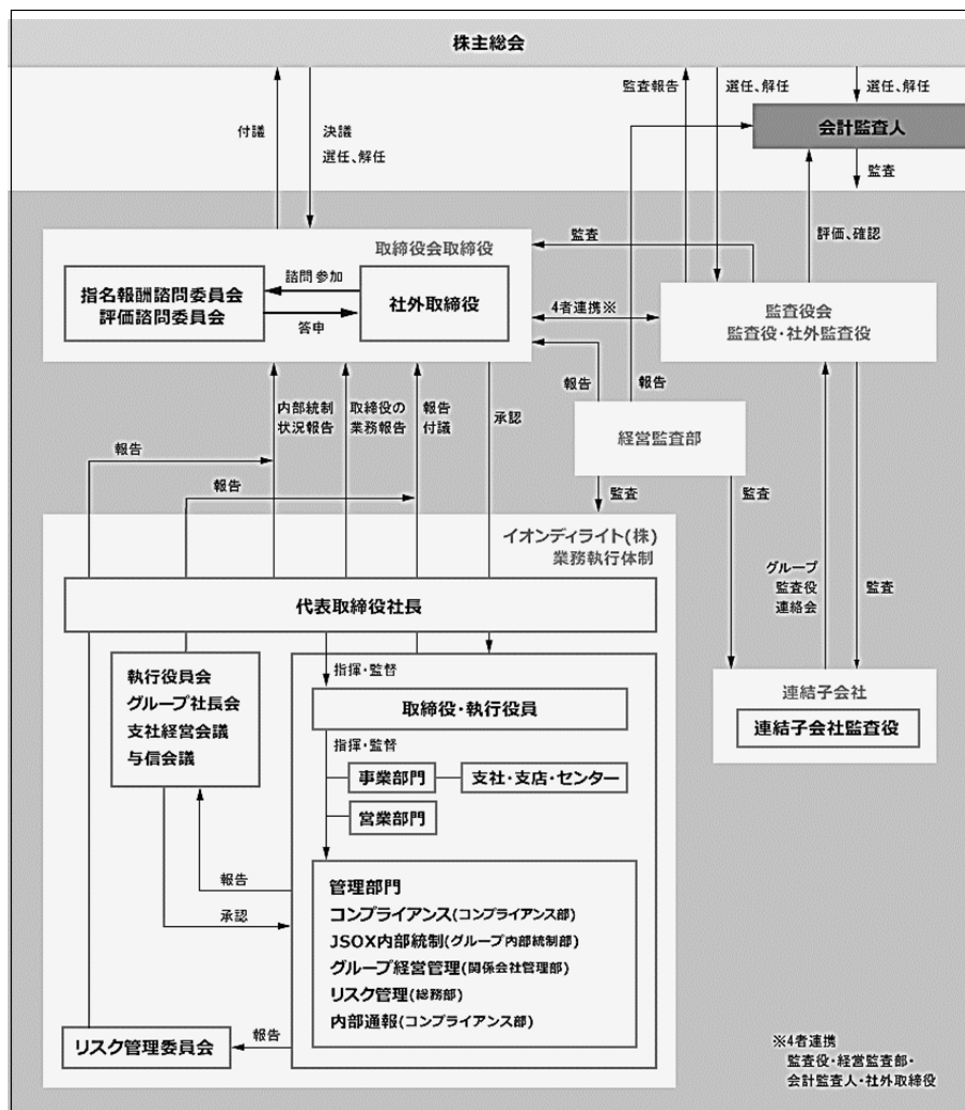 株主総会
付議
決議
選任、解任
監査報告
選任、解任
選任、解任
会計監査人
監査
評価、確認
取締役会取締役
指名報酬諮問委員会
評価諮問委員会
諮問 参加
答申
社外取締役
監査
4者連携※
監査役会
監査役・社外監査役
報告
報告
経営監査部
内部統制
状況報告
取締役の
業務報告
報告
付議
承認
報告
報告
監査
監査
グループ
監査役
連絡会
監査
イオンディライト(株)
業務執行体制
代表取締役社長
執行役員会
グループ社長会
支社経営会議
与信会議
指揮・監督
取締役・執行役員
指揮・監督
事業部門
支社・支店・センター
営業部門
連結子会社
連結子会社監査役
報告
承認
管理部門
コンプライアンス(コンプライアンス部)
JSOX内部統制(グループ内部統制部)
グループ経営管理(関係会社管理部)
リスク管理(総務部)
内部通報(コンプライアンス部)
リスク管理委員会
報告
※4者連携
監査役・経営監査部・
会計監査人・社外取締役